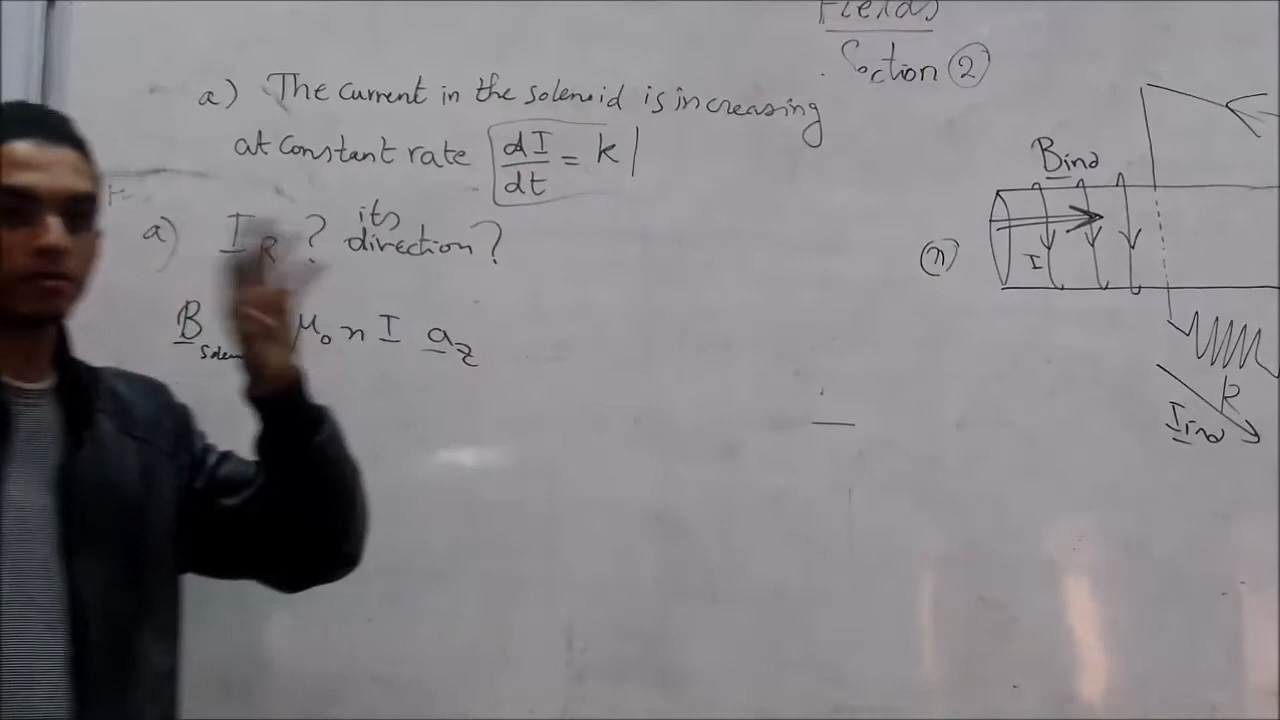 Fields
Section ②
a) The current in the solenoid is increasing
at constant rate dI/dt = k
a) I_R ? its direction ?
B μ₀ n I a_z
B_ind
(n)
I
R
I_ind